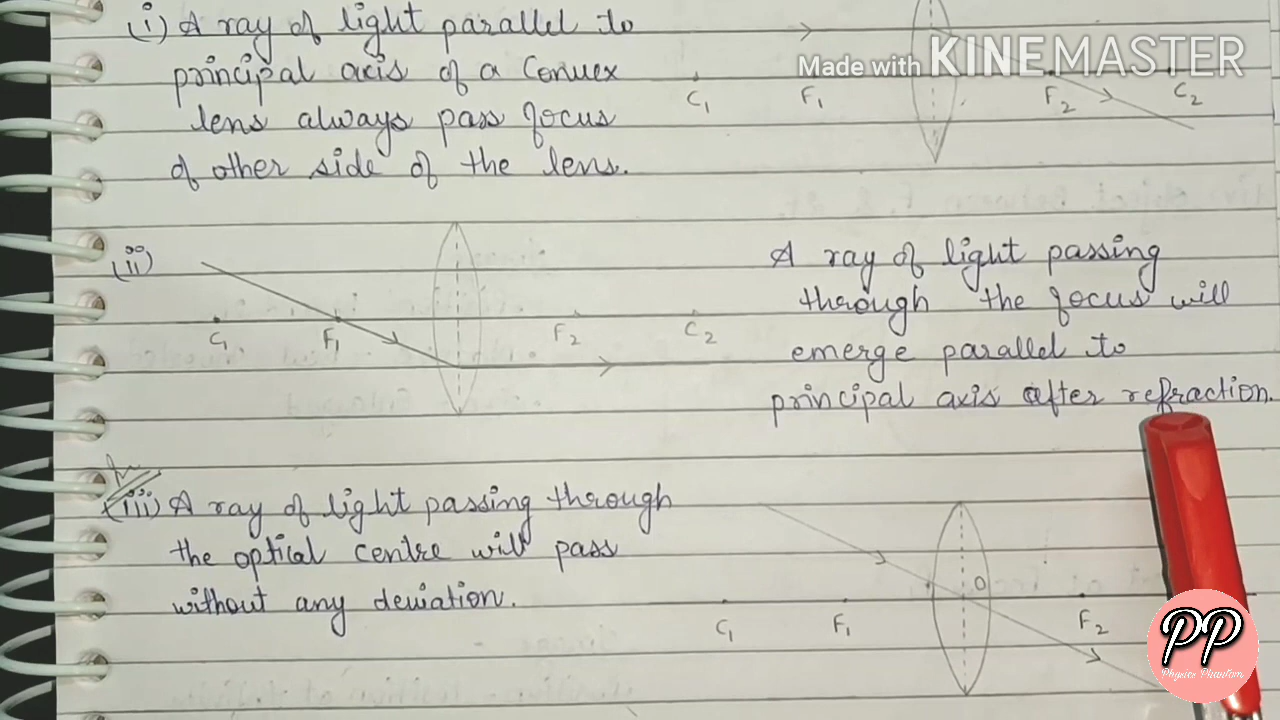 (i) A ray of light parallel to
principal axis of a Convex
lens always pass focus
of other side of the lens.
Made with KINEMASTER
C1 F1 F2 C2
(ii)
C1 F1 F2 C2
A ray of light passing
through the focus will
emerge parallel to
principal axis after refraction.
(iii) A ray of light passing through
the optical centre will pass
without any deviation.
O
C1 F1 F2
PP
Physics Phantom